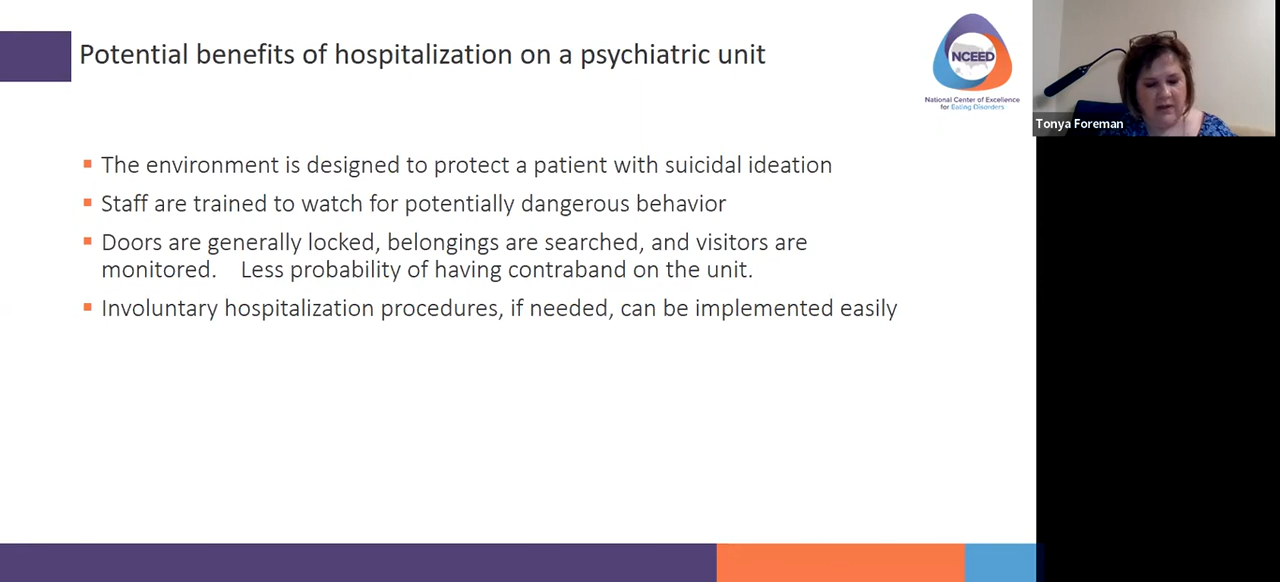 Potential benefits of hospitalization on a psychiatric unit
NCEED
National Center of Excellence
for Eating Disorders
Tonya Foreman
The environment is designed to protect a patient with suicidal ideation
Staff are trained to watch for potentially dangerous behavior
Doors are generally locked, belongings are searched, and visitors are
monitored. Less probability of having contraband on the unit.
Involuntary hospitalization procedures, if needed, can be implemented easily